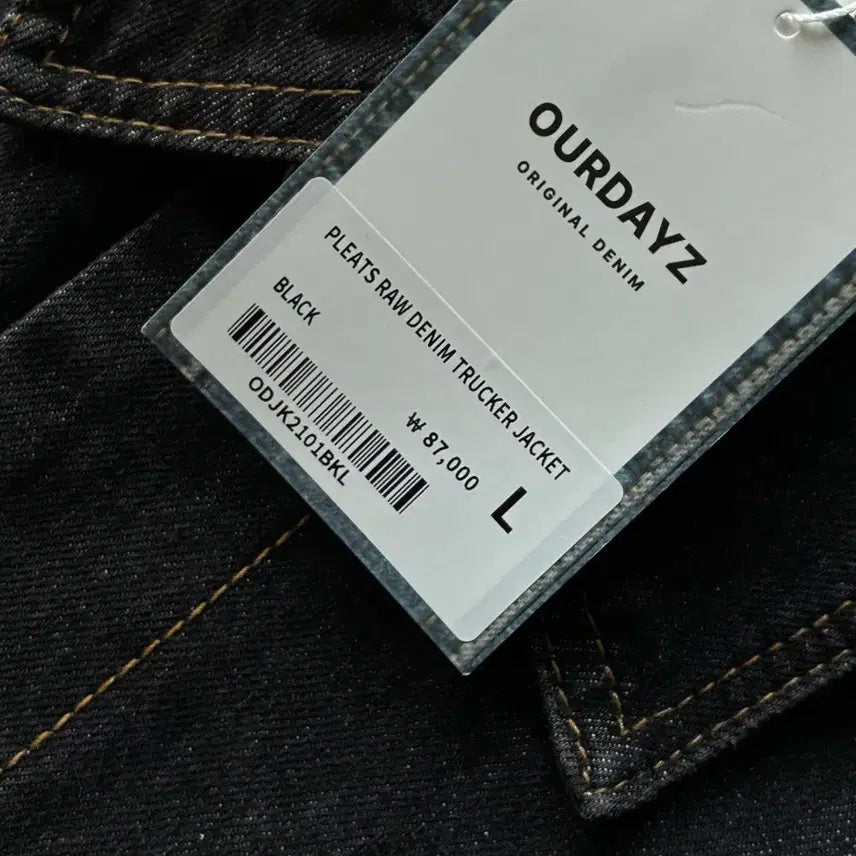 OURDAYZ
ORIGINAL DENIM
PLEATS RAW DENIM TRUCKER JACKET
BLACK
ODJK2101BKL
₩ 87,000
L